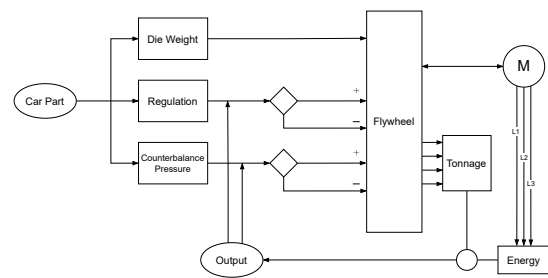 Die Weight
M
Car Part
Regulation
+
Flywheel
−
L1
Counterbalance
Pressure
+
Tonnage
L2
−
L3
Output
Energy